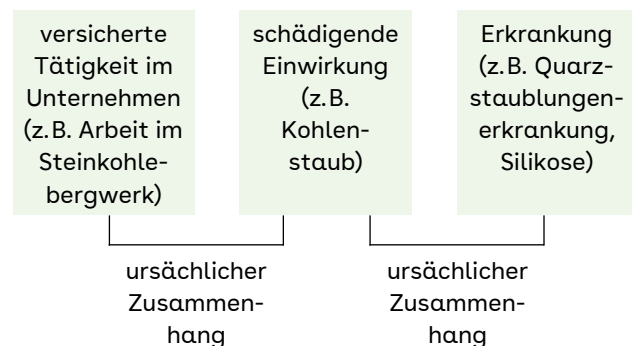 versicherte
Tätigkeit im
Unternehmen
(z.B. Arbeit im
Steinkohle-
bergwerk)
schädigende
Einwirkung
(z.B.
Kohlen-
staub)
Erkrankung
(z.B. Quarz-
staublungen-
erkrankung,
Silikose)
ursächlicher
Zusammen-
hang
ursächlicher
Zusammen-
hang